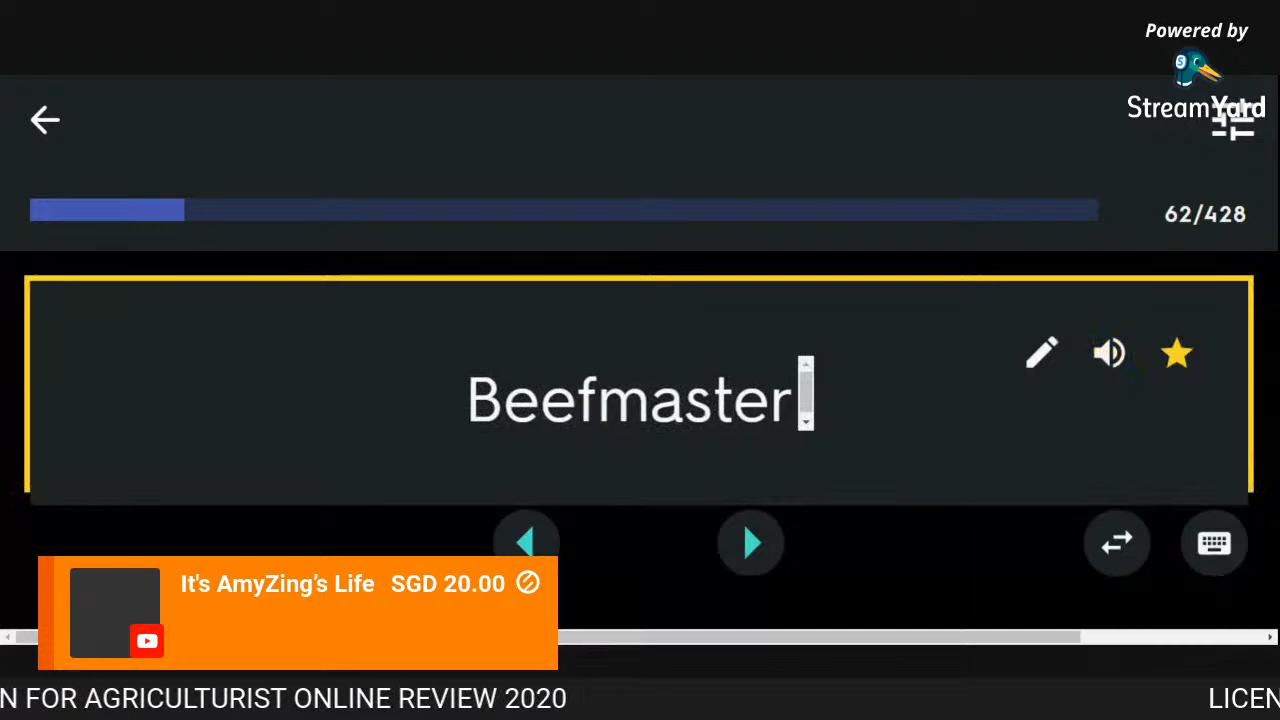 Powered by
StreamYard
62/428
Beefmaster
It's AmyZing's Life SGD 20.00
N FOR AGRICULTURIST ONLINE REVIEW 2020 LICEN